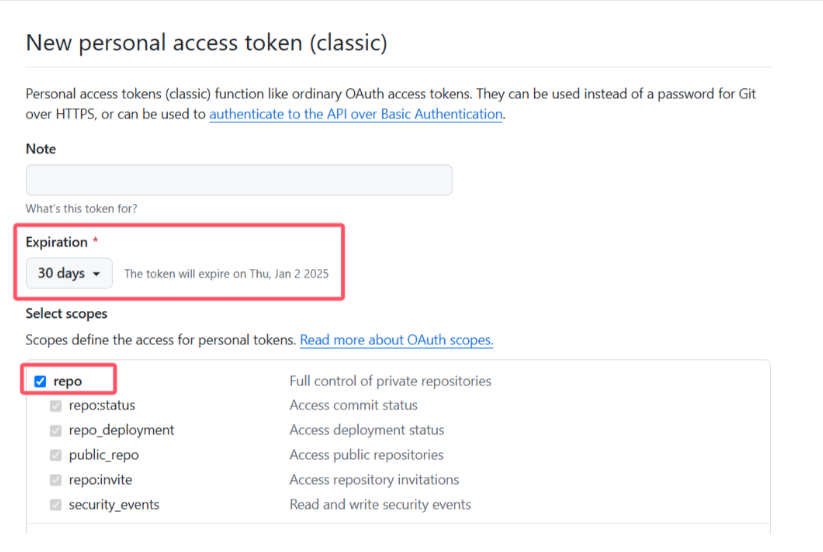 New personal access token (classic)
Personal access tokens (classic) function like ordinary OAuth access tokens. They can be used instead of a password for Git
over HTTPS, or can be used to authenticate to the API over Basic Authentication.
Note
What's this token for?
Expiration *
30 days The token will expire on Thu, Jan 2 2025
Select scopes
Scopes define the access for personal tokens. Read more about OAuth scopes.
repo Full control of private repositories
repo:status Access commit status
repo_deployment Access deployment status
public_repo Access public repositories
repo:invite Access repository invitations
security_events Read and write security events